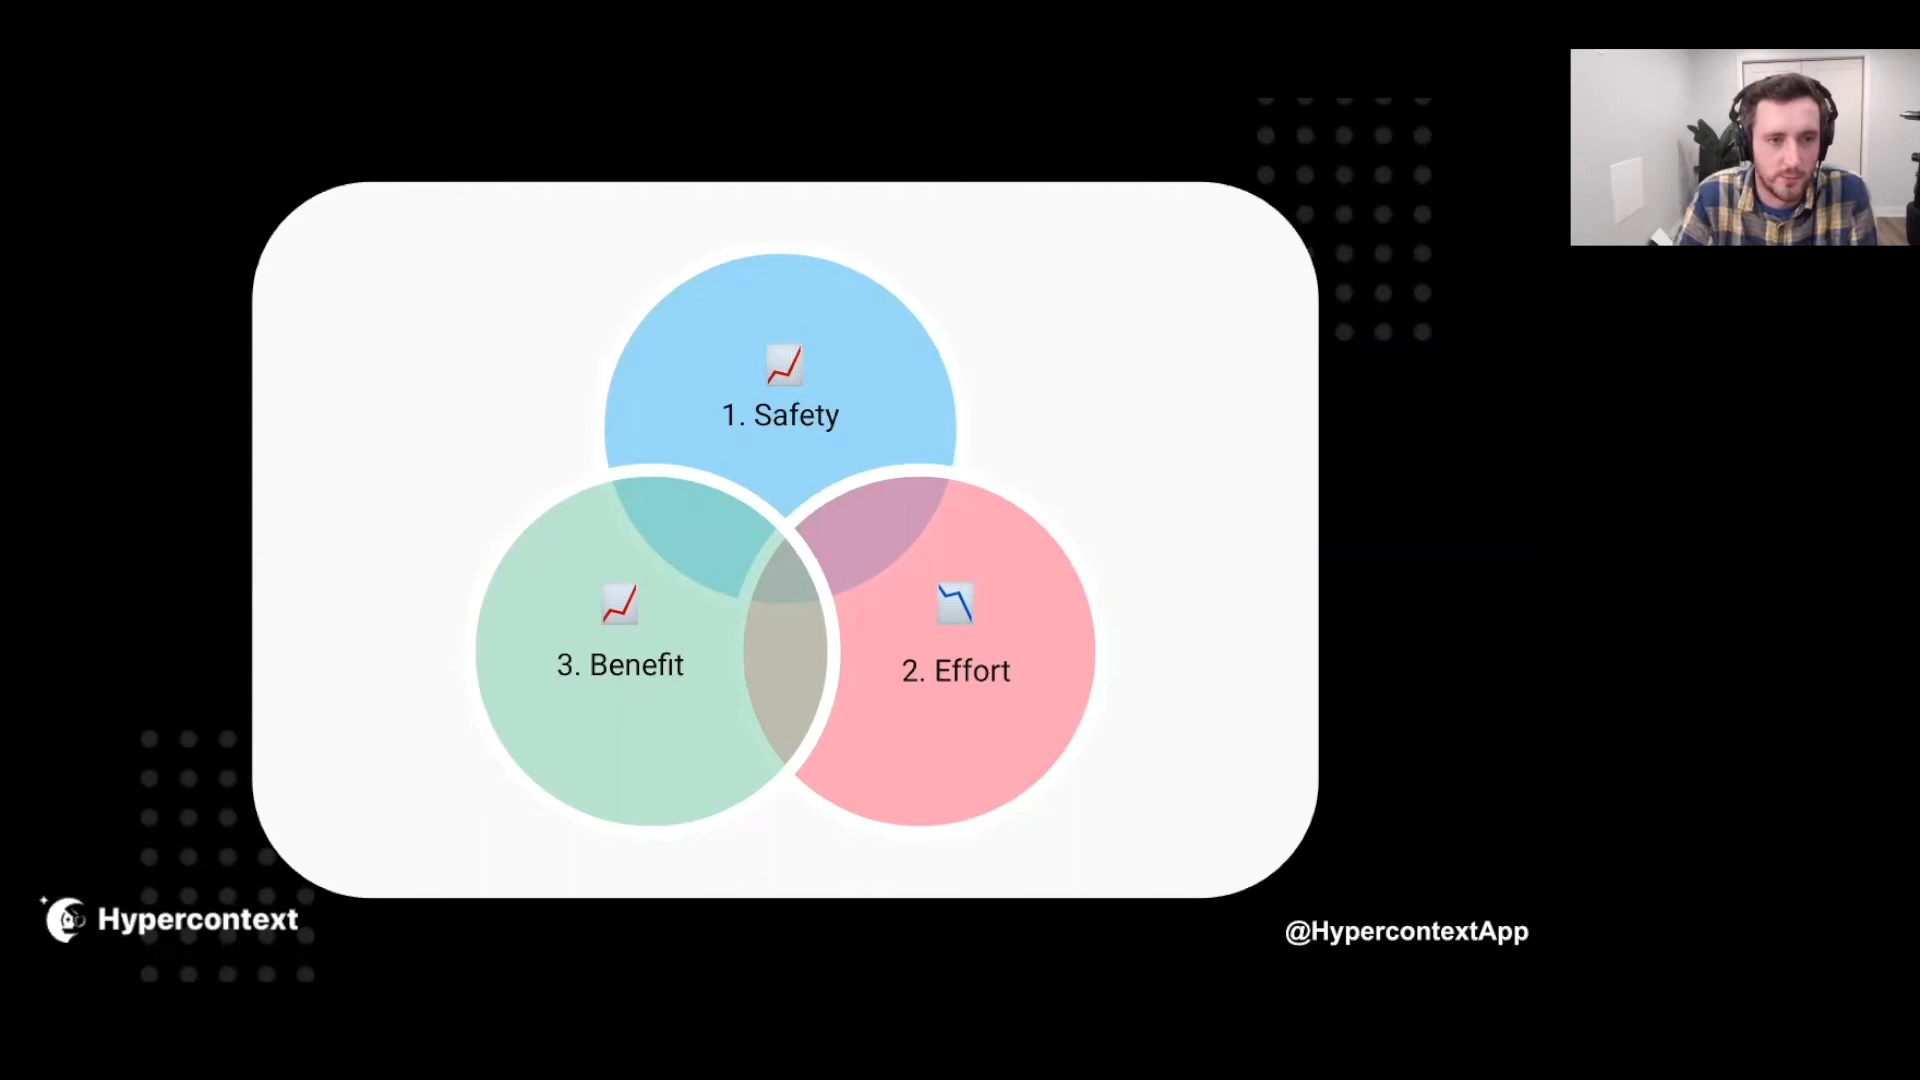 1. Safety
3. Benefit
2. Effort
Hypercontext
@HypercontextApp